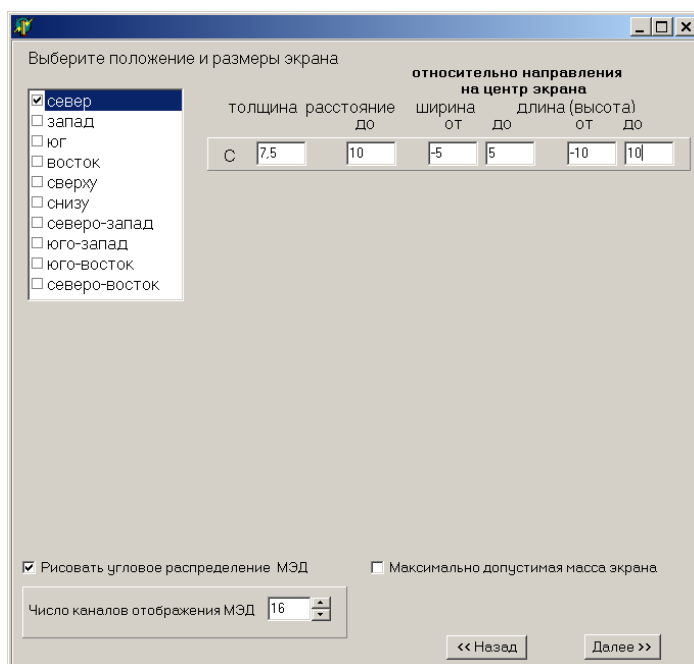 Выберите положение и размеры экрана
относительно направления
на центр экрана
толщина расстояние ширина длина (высота)
до от до от до
север
запад
юг
восток
сверху
снизу
северо-запад
юго-запад
юго-восток
северо-восток
С 7,5 10 -5 5 -10 10
Рисовать угловое распределение МЭД
Максимально допустимая масса экрана
Число каналов отображения МЭД 16
<< Назад Далее >>